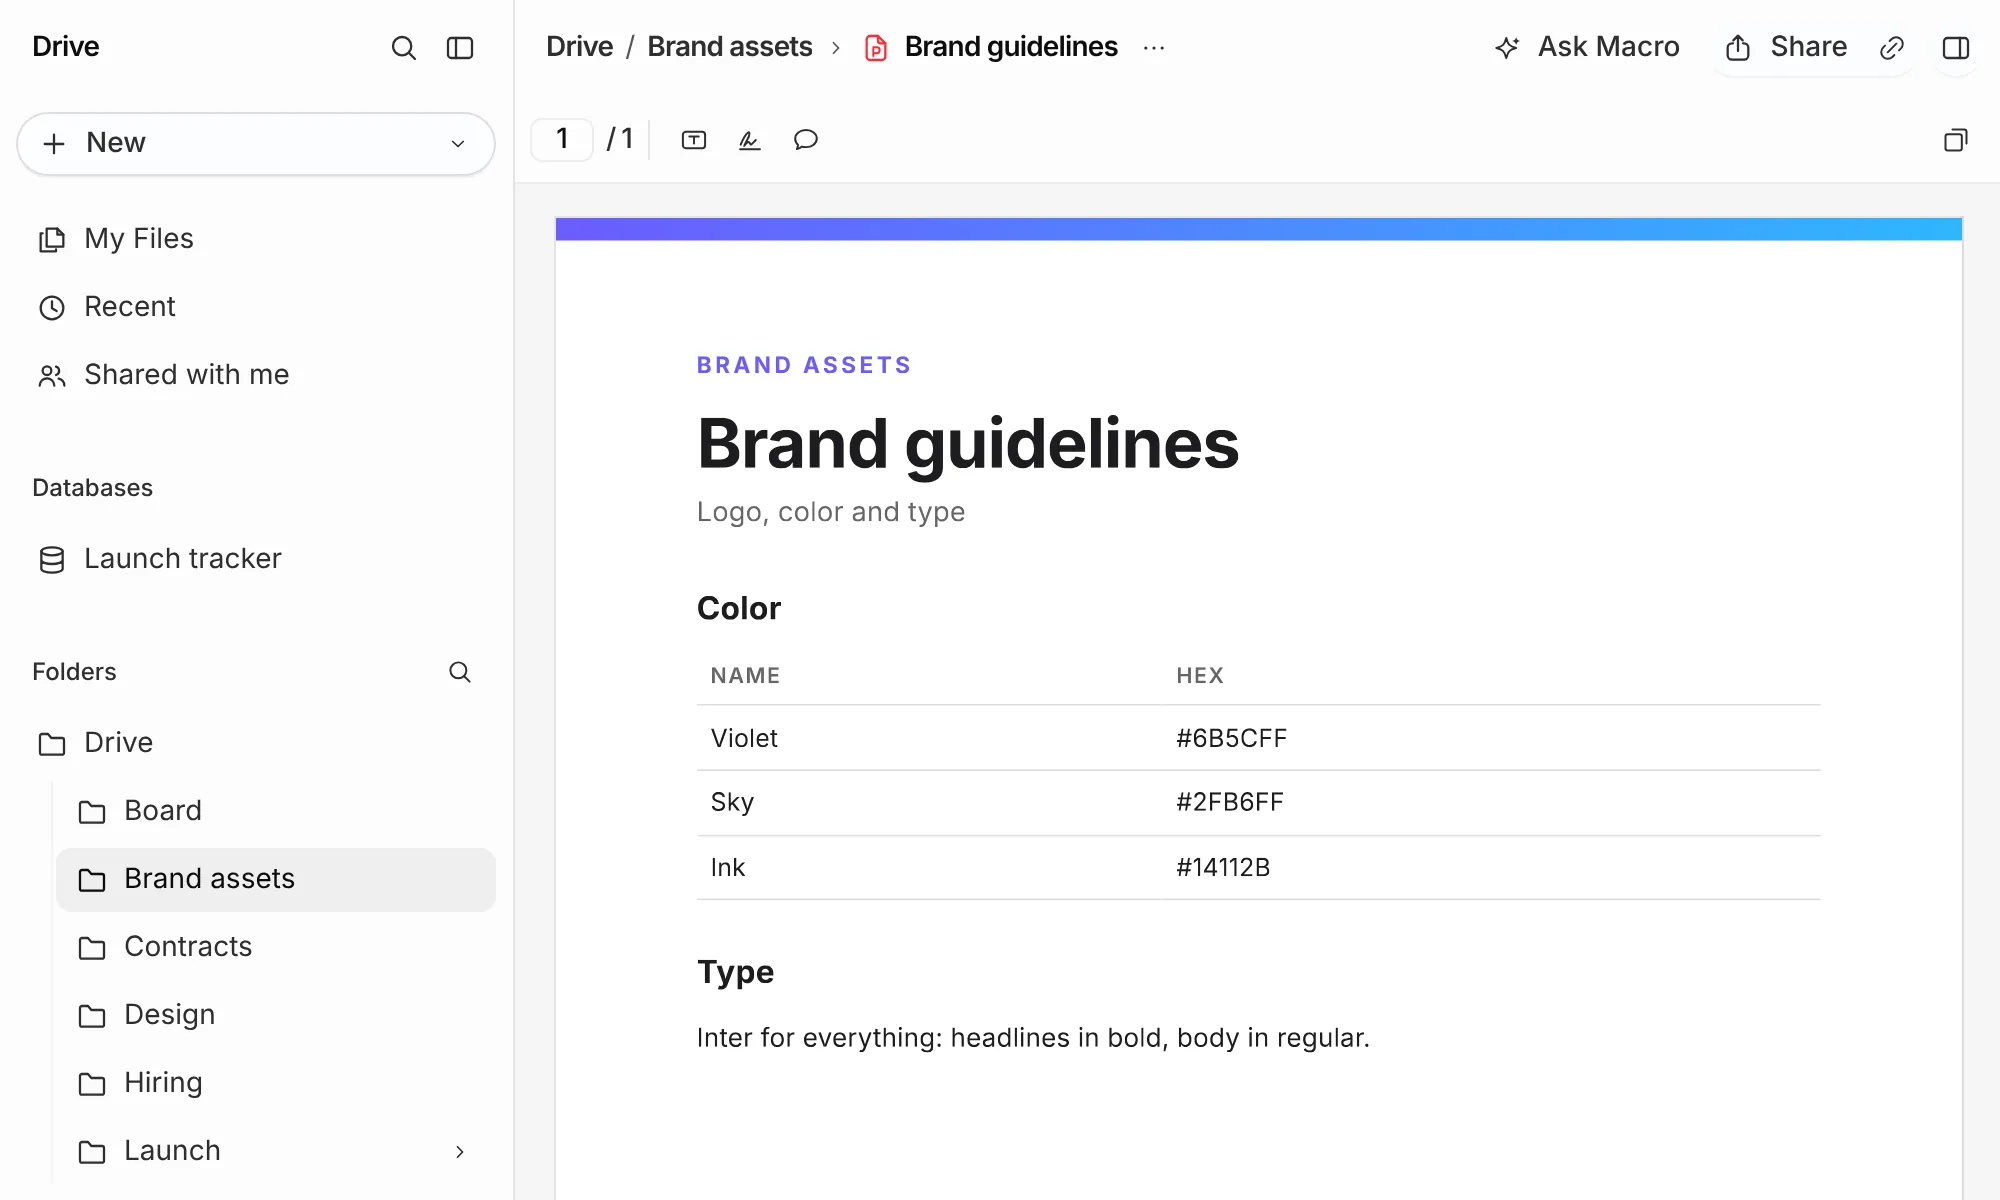 Drive
New
My Files
Recent
Shared with me
Databases
Launch tracker
Folders
Drive
Board
Brand assets
Contracts
Design
Hiring
Launch
Drive / Brand assets › Brand guidelines ···
Ask Macro
Share
1 / 1
BRAND ASSETS
Brand guidelines
Logo, color and type
Color
NAME HEX
Violet #6B5CFF
Sky #2FB6FF
Ink #14112B
Type
Inter for everything: headlines in bold, body in regular.